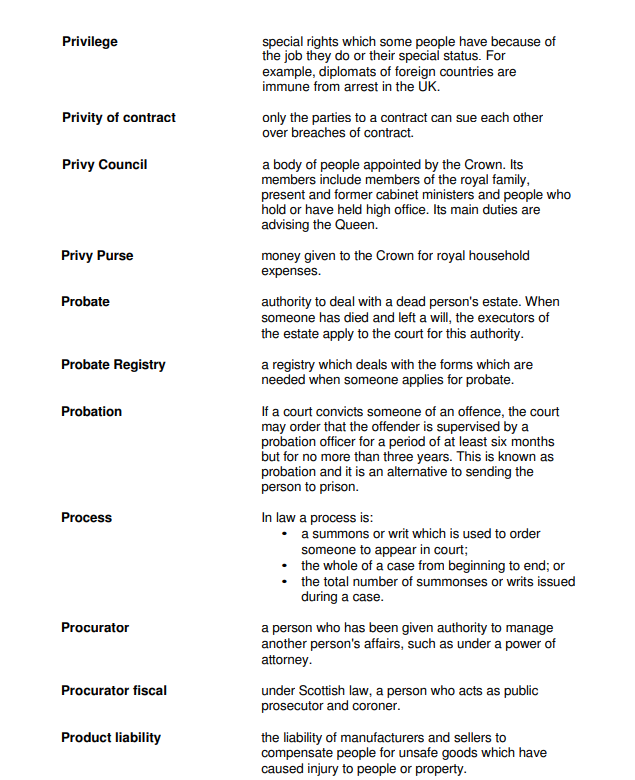 Privilege special rights which some people have because of
the job they do or their special status. For
example, diplomats of foreign countries are
immune from arrest in the UK.
Privity of contract only the parties to a contract can sue each other
over breaches of contract.
Privy Council a body of people appointed by the Crown. Its
members include members of the royal family,
present and former cabinet ministers and people who
hold or have held high office. Its main duties are
advising the Queen.
Privy Purse money given to the Crown for royal household
expenses.
Probate authority to deal with a dead person's estate. When
someone has died and left a will, the executors of
the estate apply to the court for this authority.
Probate Registry a registry which deals with the forms which are
needed when someone applies for probate.
Probation If a court convicts someone of an offence, the court
may order that the offender is supervised by a
probation officer for a period of at least six months
but for no more than three years. This is known as
probation and it is an alternative to sending the
person to prison.
Process In law a process is:
• a summons or writ which is used to order
someone to appear in court;
• the whole of a case from beginning to end; or
• the total number of summonses or writs issued
during a case.
Procurator a person who has been given authority to manage
another person's affairs, such as under a power of
attorney.
Procurator fiscal under Scottish law, a person who acts as public
prosecutor and coroner.
Product liability the liability of manufacturers and sellers to
compensate people for unsafe goods which have
caused injury to people or property.